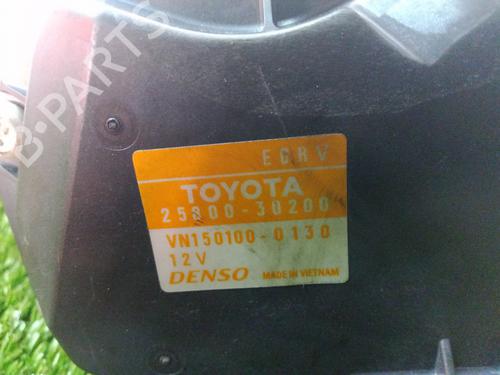 B-PARTS
EGRV
TOYOTA
25800-30200
VN150100-0130
12V
DENSO MADE IN VIETNAM